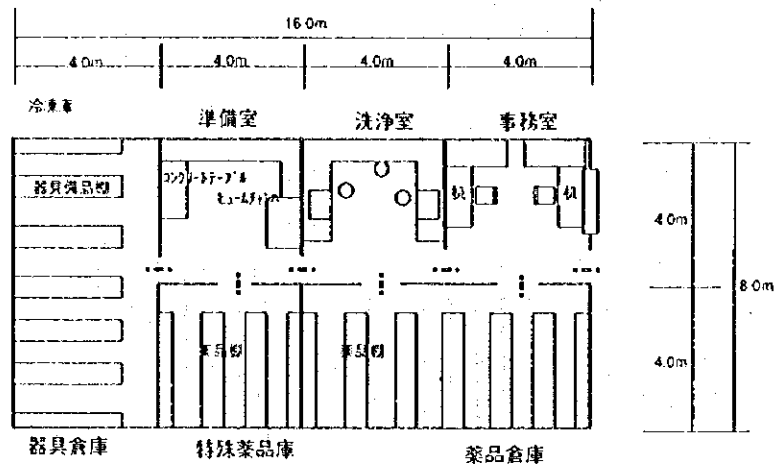 16.0m
4.0m 4.0m 4.0m 4.0m
冷凍庫
準備室 洗浄室 事務室
コンクリートテーブル
器具備品棚
ヒュームチャンバ
机 机
4.0m
8.0m
薬品棚 薬品棚
4.0m
器具倉庫 特殊薬品庫 薬品倉庫